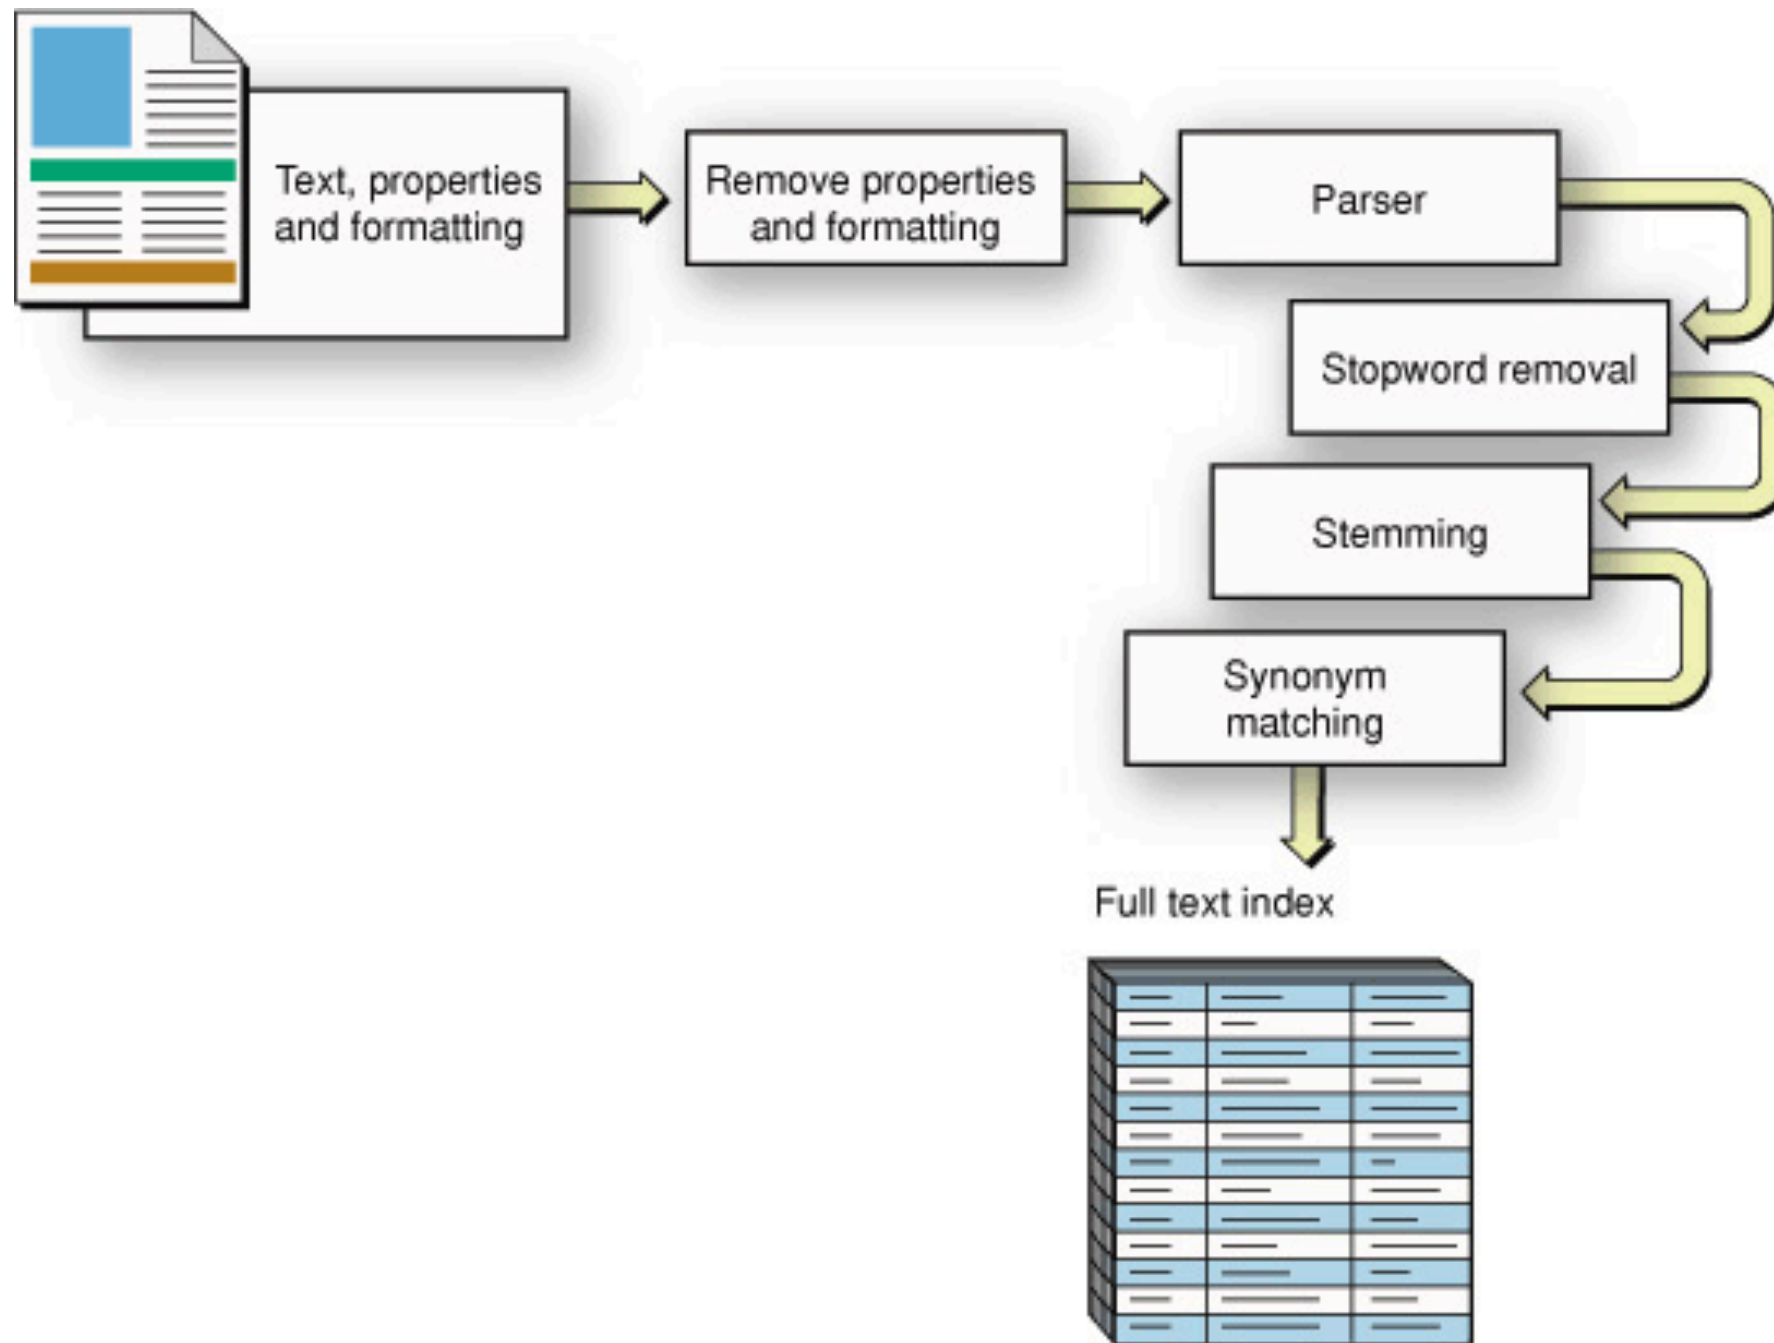 Text, properties
and formatting
Remove properties
and formatting
Parser
Stopword removal
Stemming
Synonym
matching
Full text index